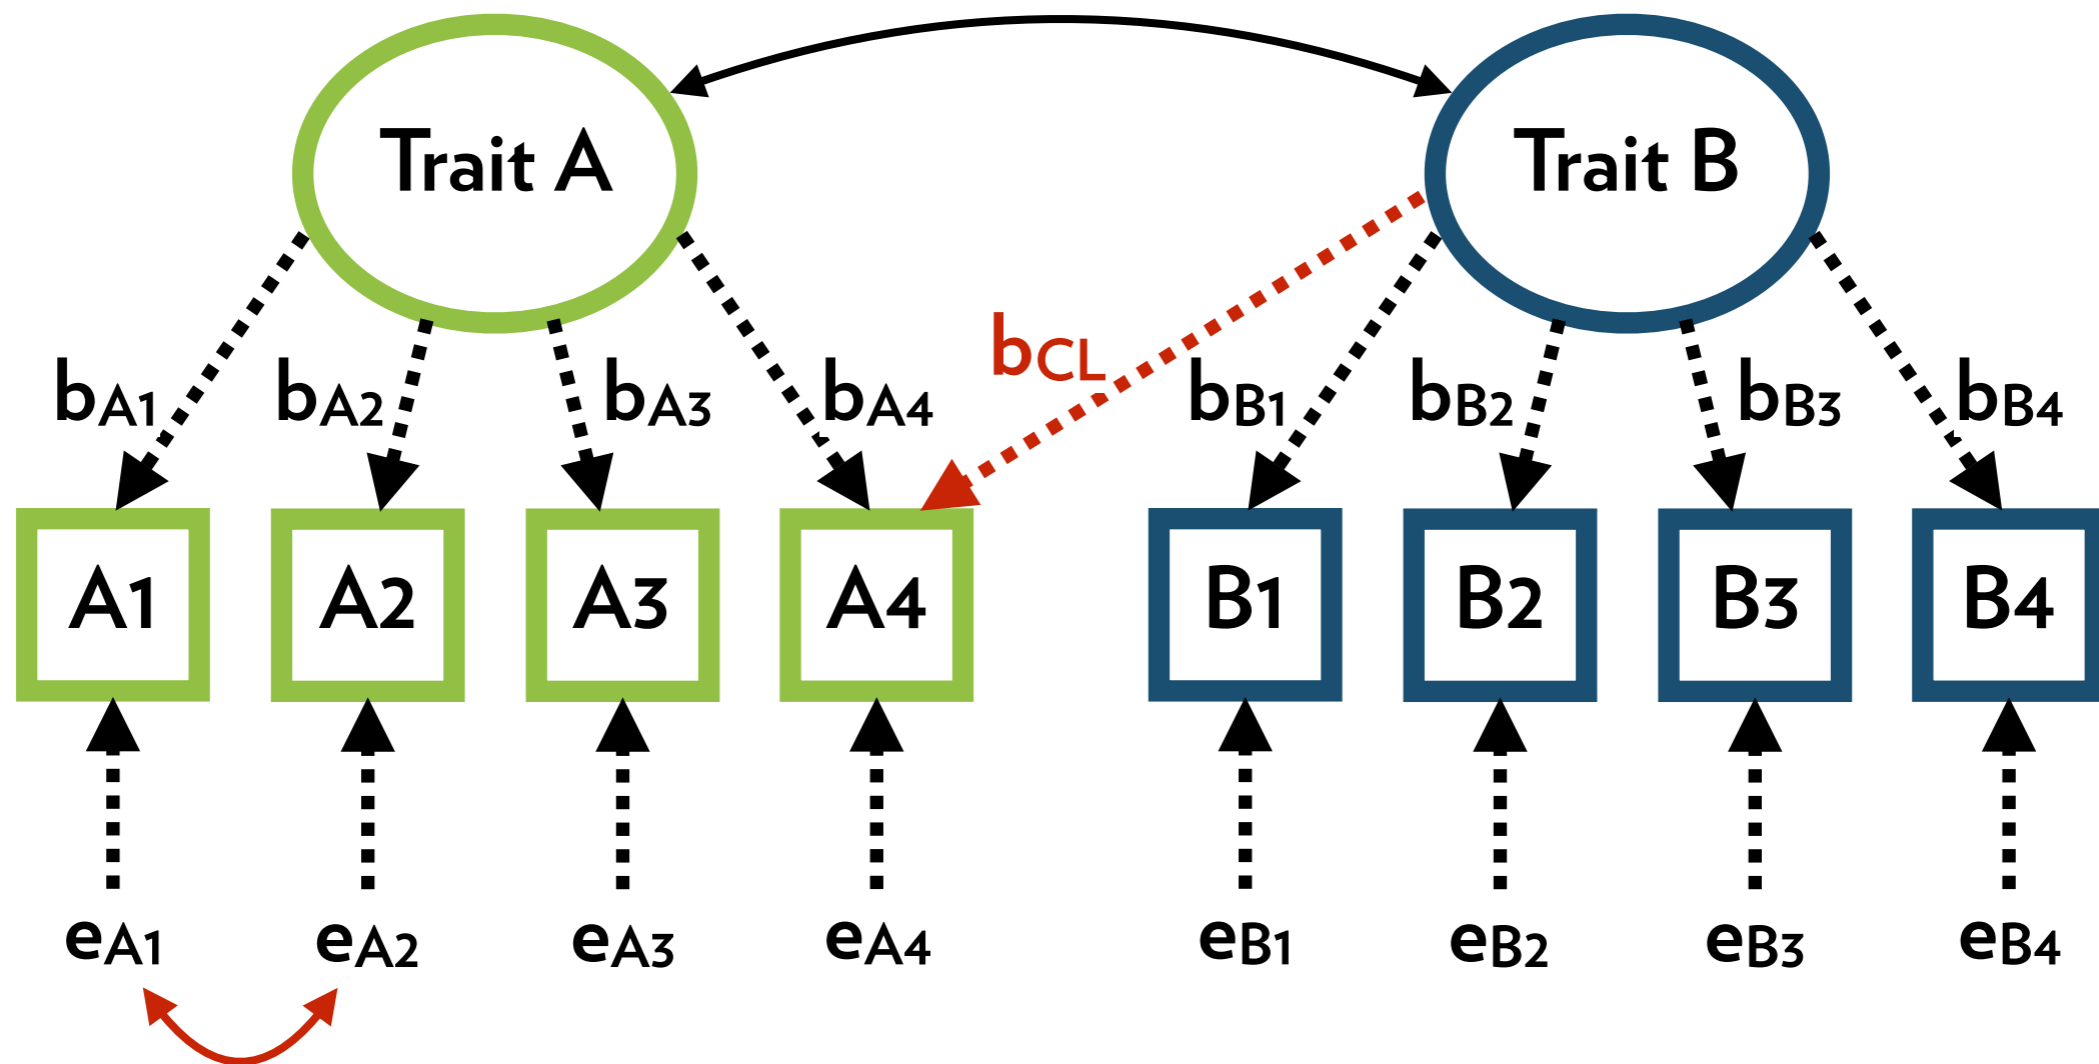 Trait A Trait B
bCL
bA1 bA2 bA3 bA4 bB1 bB2 bB3 bB4
A1 A2 A3 A4 B1 B2 B3 B4
eA1 eA2 eA3 eA4 eB1 eB2 eB3 eB4